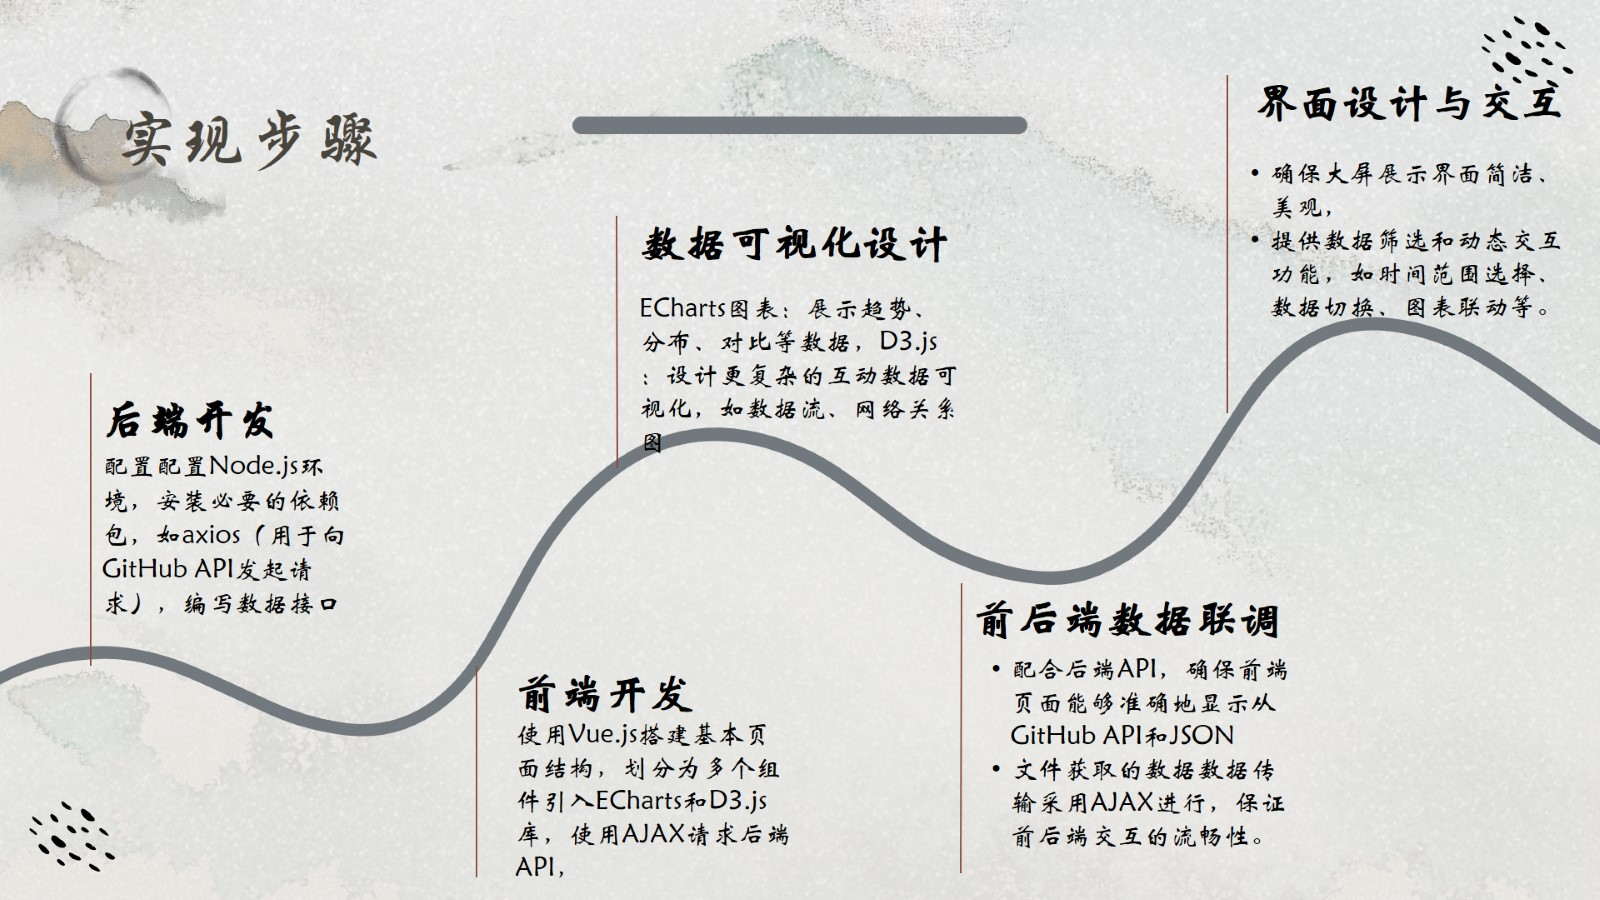 实现步骤
后端开发
配置配置Node.js环
境，安装必要的依赖
包，如axios（用于向
GitHub API发起请
求），编写数据接口
前端开发
使用Vue.js搭建基本页
面结构，划分为多个组
件引入ECharts和D3.js
库，使用AJAX请求后端
API，
数据可视化设计
ECharts图表：展示趋势、
分布、对比等数据，D3.js
：设计更复杂的互动数据可
视化，如数据流、网络关系
图
前后端数据联调
• 配合后端API，确保前端
页面能够准确地显示从
GitHub API和JSON
• 文件获取的数据数据传
输采用AJAX进行，保证
前后端交互的流畅性。
界面设计与交互
• 确保大屏展示界面简洁、
美观，
• 提供数据筛选和动态交互
功能，如时间范围选择、
数据切换、图表联动等。